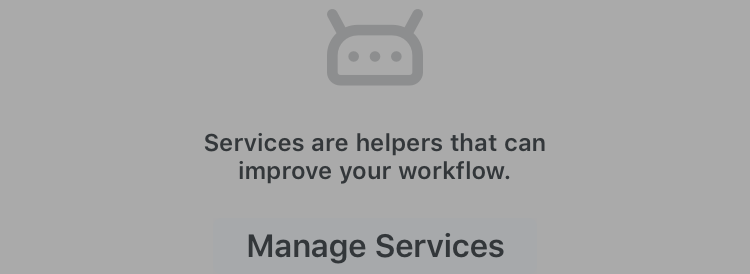 Services are helpers that can
improve your workflow.
Manage Services